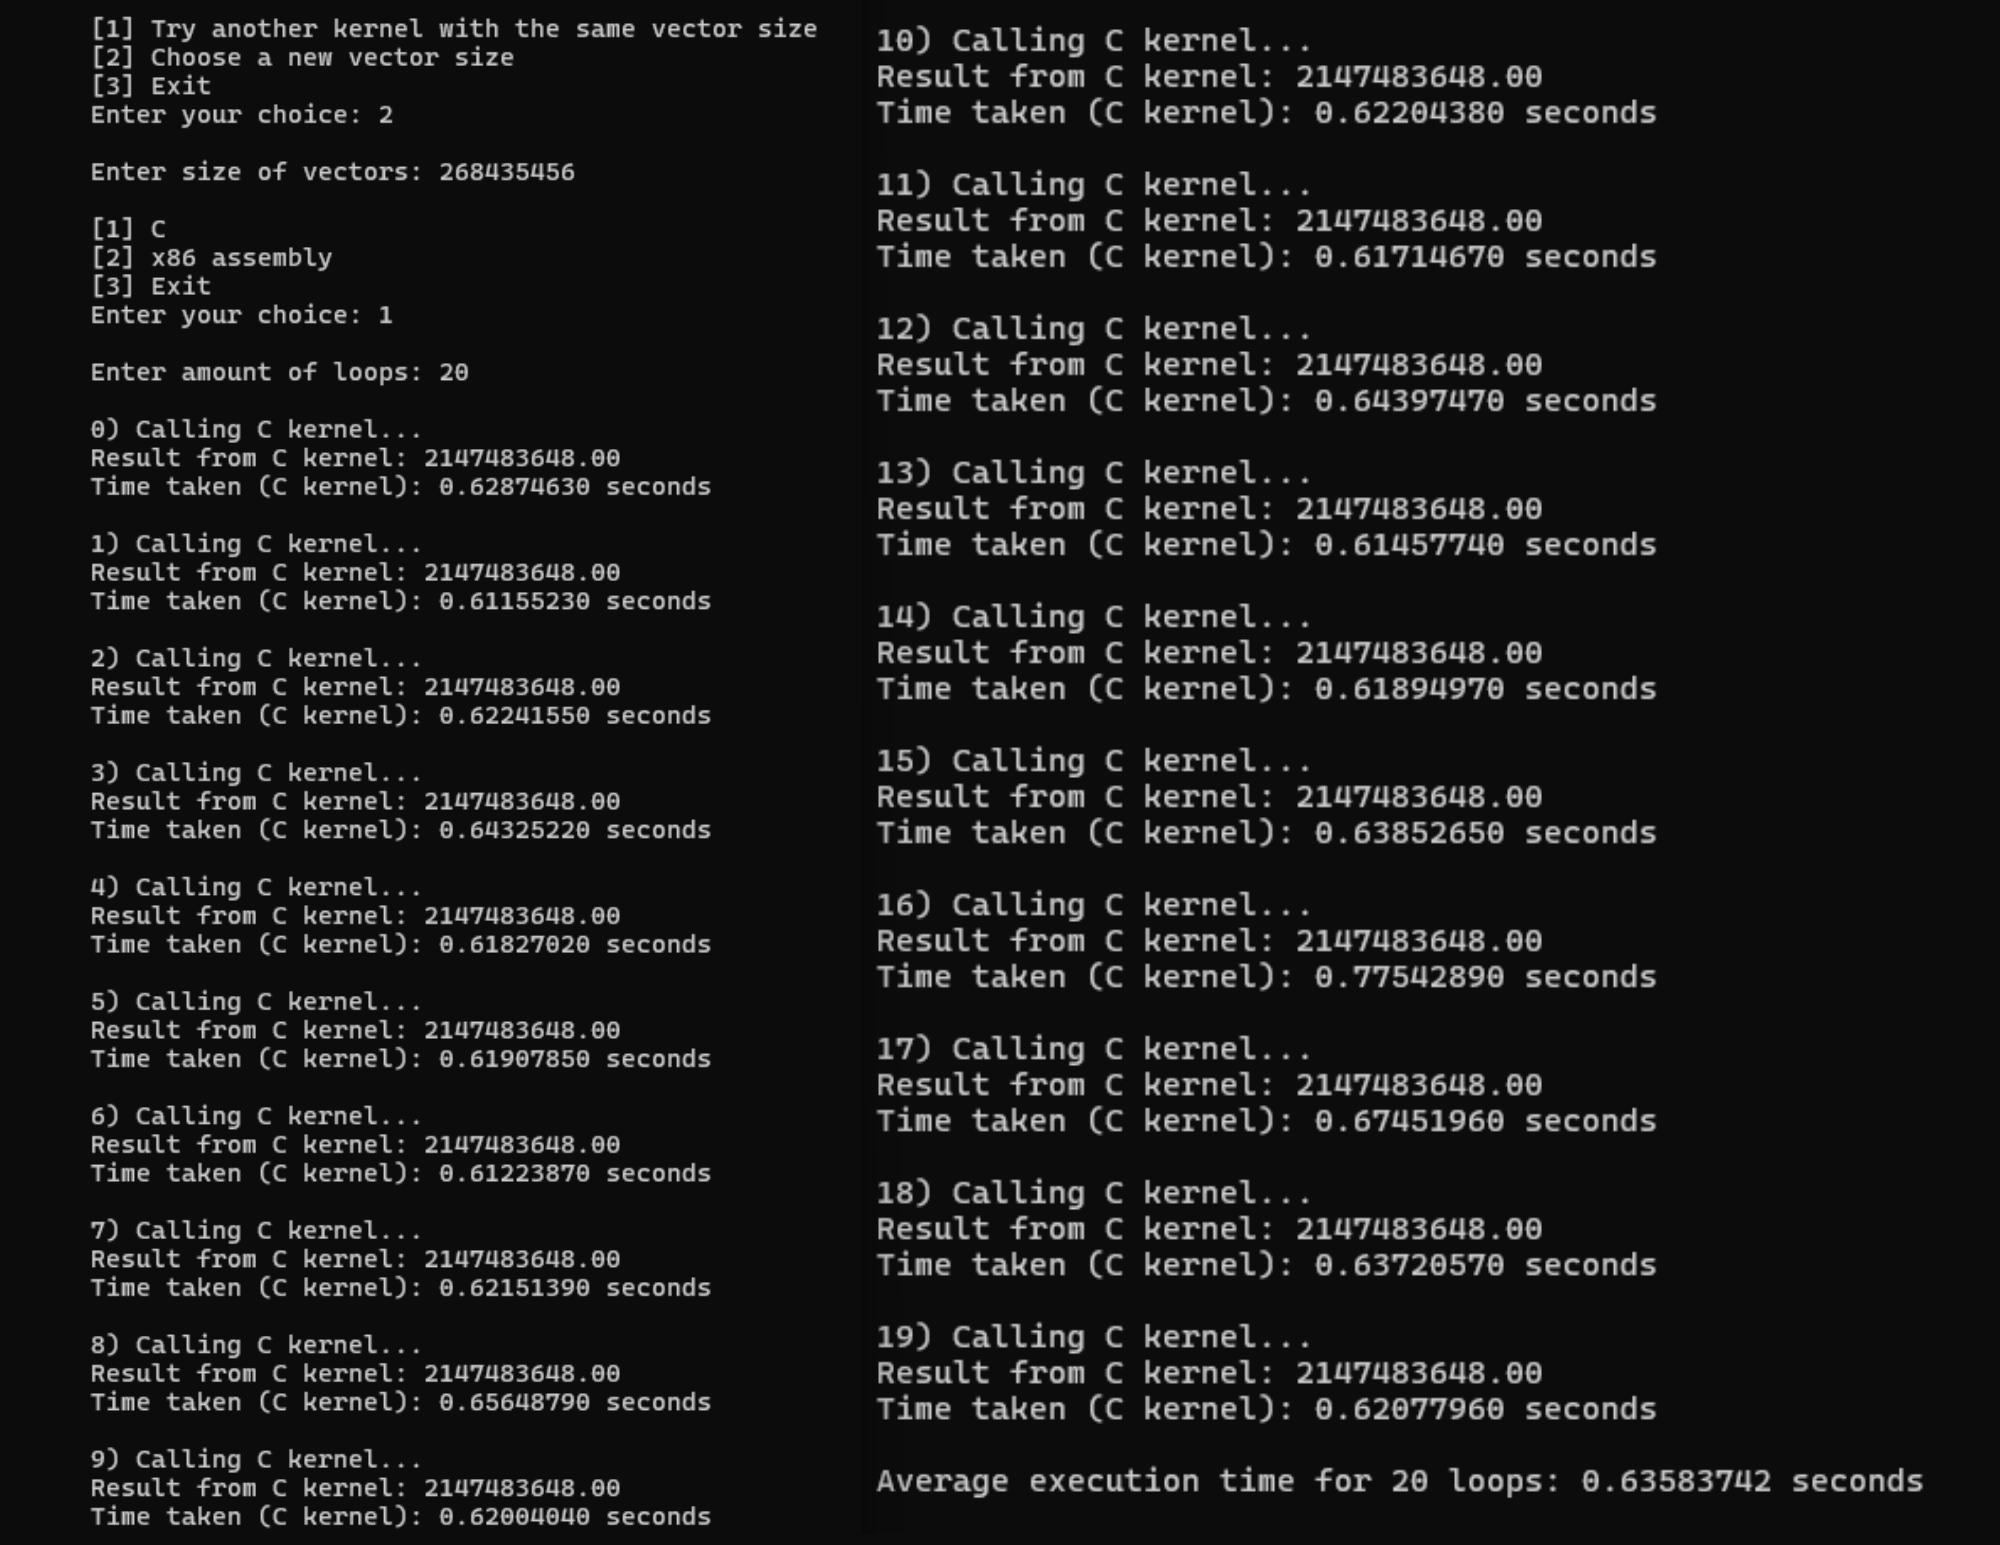 [1] Try another kernel with the same vector size
[2] Choose a new vector size
[3] Exit
Enter your choice: 2
Enter size of vectors: 268435456
[1] C
[2] x86 assembly
[3] Exit
Enter your choice: 1
Enter amount of loops: 20
0) Calling C kernel...
Result from C kernel: 2147483648.00
Time taken (C kernel): 0.62874630 seconds
1) Calling C kernel...
Result from C kernel: 2147483648.00
Time taken (C kernel): 0.61155230 seconds
2) Calling C kernel...
Result from C kernel: 2147483648.00
Time taken (C kernel): 0.62241550 seconds
3) Calling C kernel...
Result from C kernel: 2147483648.00
Time taken (C kernel): 0.64325220 seconds
4) Calling C kernel...
Result from C kernel: 2147483648.00
Time taken (C kernel): 0.61827020 seconds
5) Calling C kernel...
Result from C kernel: 2147483648.00
Time taken (C kernel): 0.61907850 seconds
6) Calling C kernel...
Result from C kernel: 2147483648.00
Time taken (C kernel): 0.61223870 seconds
7) Calling C kernel...
Result from C kernel: 2147483648.00
Time taken (C kernel): 0.62151390 seconds
8) Calling C kernel...
Result from C kernel: 2147483648.00
Time taken (C kernel): 0.65648790 seconds
9) Calling C kernel...
Result from C kernel: 2147483648.00
Time taken (C kernel): 0.62004040 seconds
10) Calling C kernel...
Result from C kernel: 2147483648.00
Time taken (C kernel): 0.62204380 seconds
11) Calling C kernel...
Result from C kernel: 2147483648.00
Time taken (C kernel): 0.61714670 seconds
12) Calling C kernel...
Result from C kernel: 2147483648.00
Time taken (C kernel): 0.64397470 seconds
13) Calling C kernel...
Result from C kernel: 2147483648.00
Time taken (C kernel): 0.61457740 seconds
14) Calling C kernel...
Result from C kernel: 2147483648.00
Time taken (C kernel): 0.61894970 seconds
15) Calling C kernel...
Result from C kernel: 2147483648.00
Time taken (C kernel): 0.63852650 seconds
16) Calling C kernel...
Result from C kernel: 2147483648.00
Time taken (C kernel): 0.77542890 seconds
17) Calling C kernel...
Result from C kernel: 2147483648.00
Time taken (C kernel): 0.67451960 seconds
18) Calling C kernel...
Result from C kernel: 2147483648.00
Time taken (C kernel): 0.63720570 seconds
19) Calling C kernel...
Result from C kernel: 2147483648.00
Time taken (C kernel): 0.62077960 seconds
Average execution time for 20 loops: 0.63583742 seconds